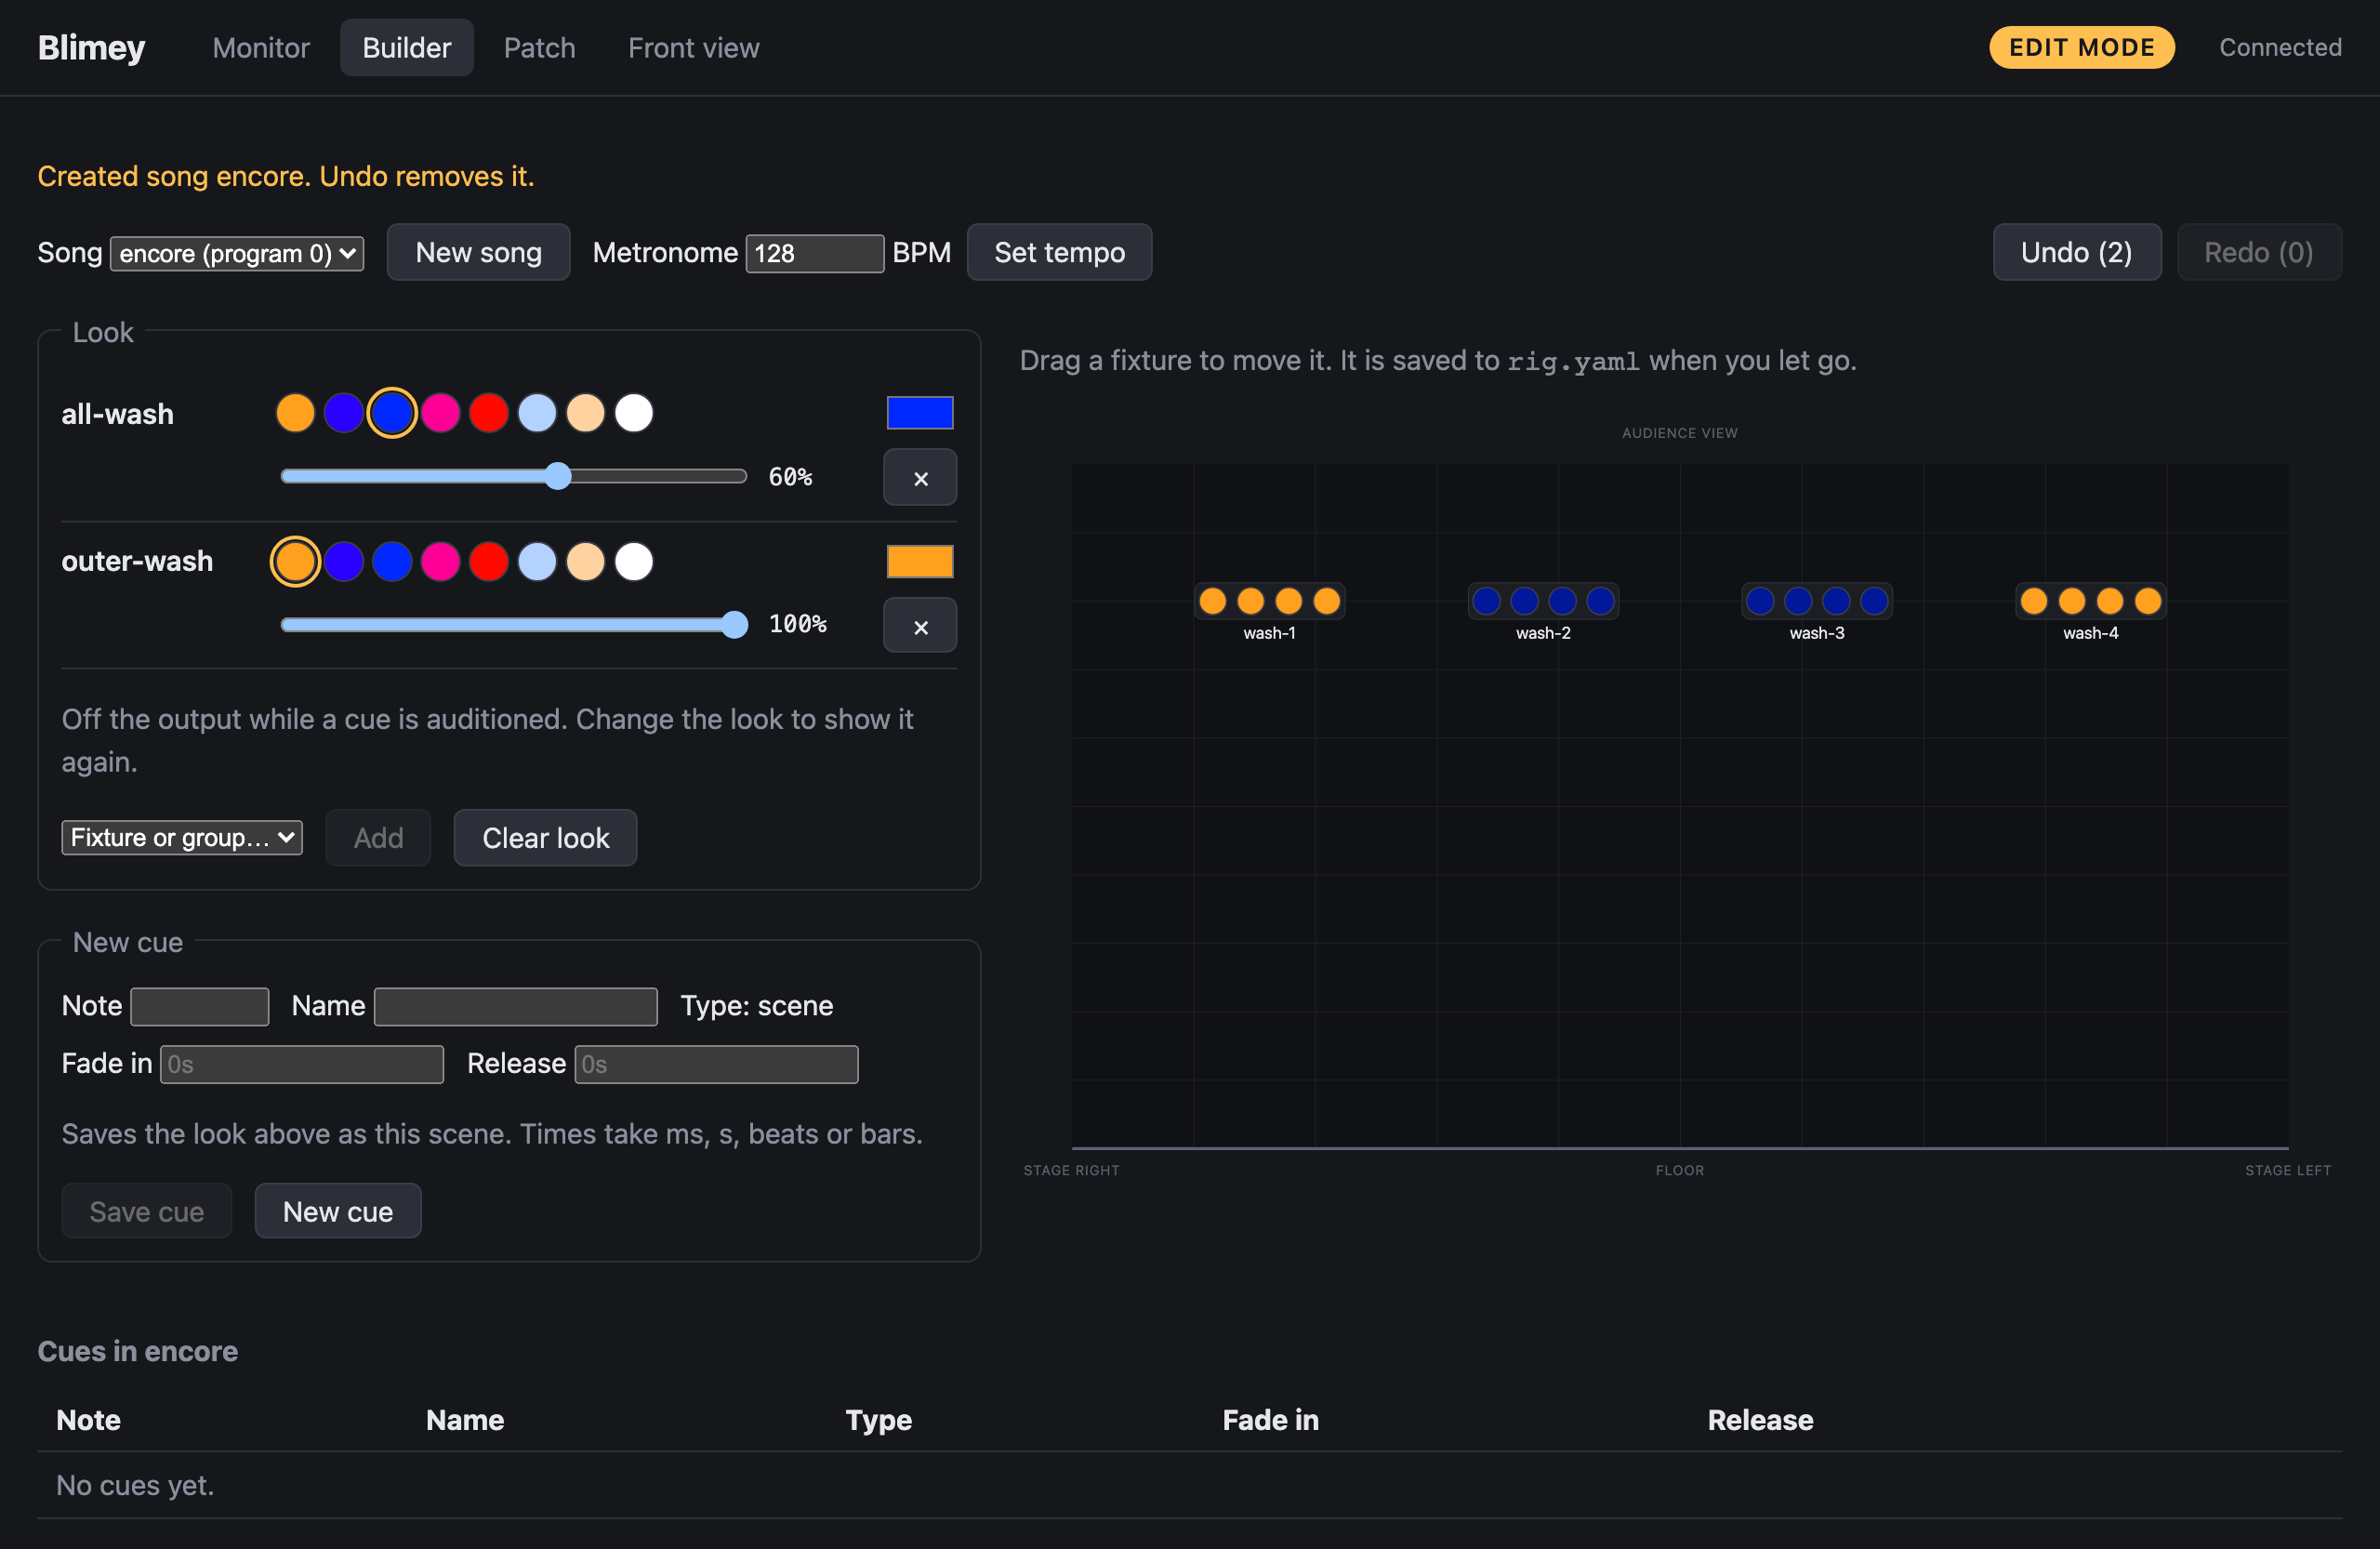 Blimey Monitor Builder Patch Front view EDIT MODE Connected
Created song encore. Undo removes it.
Song encore (program 0) New song Metronome 128 BPM Set tempo Undo (2) Redo (0)
Look
all-wash
60% ×
outer-wash
100% ×
Off the output while a cue is auditioned. Change the look to show it
again.
Fixture or group... Add Clear look
Drag a fixture to move it. It is saved to rig.yaml when you let go.
AUDIENCE VIEW
wash-1 wash-2 wash-3 wash-4
STAGE RIGHT FLOOR STAGE LEFT
New cue
Note Name Type: scene
Fade in 0s Release 0s
Saves the look above as this scene. Times take ms, s, beats or bars.
Save cue New cue
Cues in encore
Note Name Type Fade in Release
No cues yet.